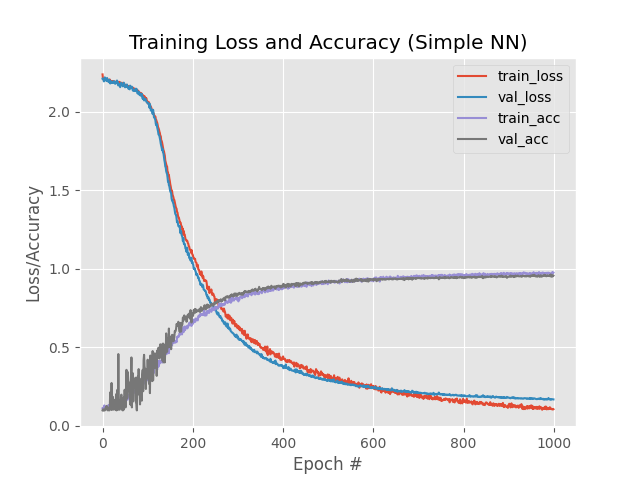 Training Loss and Accuracy (Simple NN)
train_loss
val_loss
train_acc
val_acc
Loss/Accuracy
2.0
1.5
1.0
0.5
0.0
0 200 400 600 800 1000
Epoch #